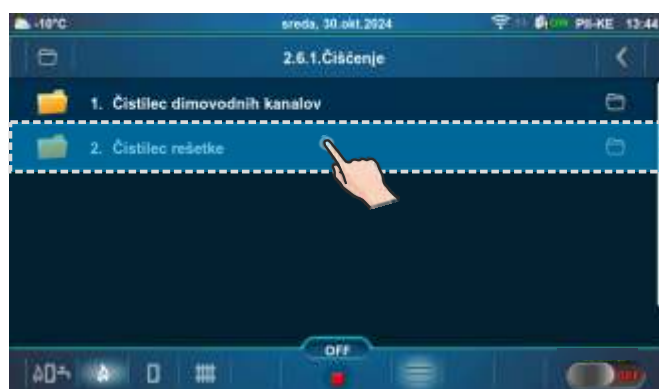 -10°C sreda, 30.okt.2024 PII-KE 13:44
2.6.1.Čiščenje
1. Čistilec dimovodnih kanalov
2. Čistilec rešetke
OFF
OFF